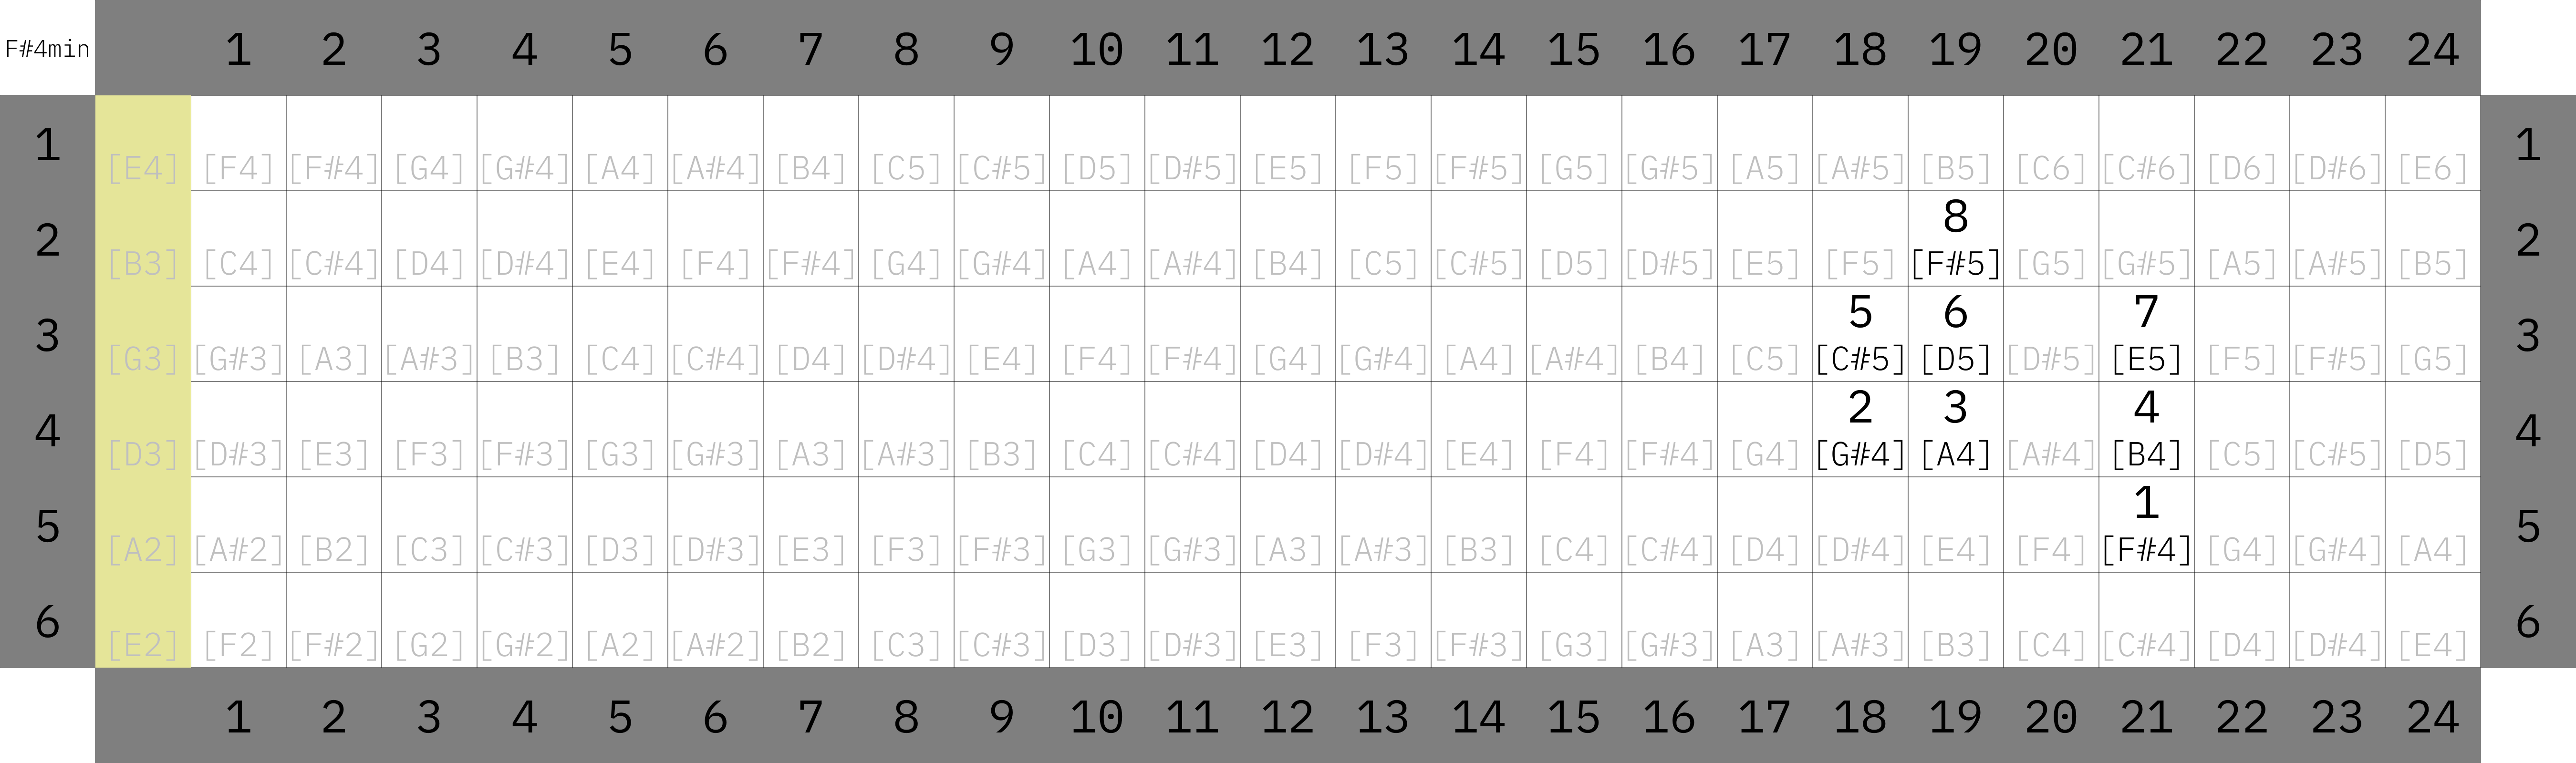 F#4min 1 2 3 4 5 6 7 8 9 10 11 12 13 14 15 16 17 18 19 20 21 22 23 24
1 [E4] [F4] [F#4] [G4] [G#4] [A4] [A#4] [B4] [C5] [C#5] [D5] [D#5] [E5] [F5] [F#5] [G5] [G#5] [A5] [A#5] [B5] [C6] [C#6] [D6] [D#6] [E6] 1
8
2 [B3] [C4] [C#4] [D4] [D#4] [E4] [F4] [F#4] [G4] [G#4] [A4] [A#4] [B4] [C5] [C#5] [D5] [D#5] [E5] [F5] [F#5] [G5] [G#5] [A5] [A#5] [B5] 2
5 6 7
3 [G3] [G#3] [A3] [A#3] [B3] [C4] [C#4] [D4] [D#4] [E4] [F4] [F#4] [G4] [G#4] [A4] [A#4] [B4] [C5] [C#5] [D5] [D#5] [E5] [F5] [F#5] [G5] 3
2 3 4
4 [D3] [D#3] [E3] [F3] [F#3] [G3] [G#3] [A3] [A#3] [B3] [C4] [C#4] [D4] [D#4] [E4] [F4] [F#4] [G4] [G#4] [A4] [A#4] [B4] [C5] [C#5] [D5] 4
1
5 [A2] [A#2] [B2] [C3] [C#3] [D3] [D#3] [E3] [F3] [F#3] [G3] [G#3] [A3] [A#3] [B3] [C4] [C#4] [D4] [D#4] [E4] [F4] [F#4] [G4] [G#4] [A4] 5
6 [E2] [F2] [F#2] [G2] [G#2] [A2] [A#2] [B2] [C3] [C#3] [D3] [D#3] [E3] [F3] [F#3] [G3] [G#3] [A3] [A#3] [B3] [C4] [C#4] [D4] [D#4] [E4] 6
1 2 3 4 5 6 7 8 9 10 11 12 13 14 15 16 17 18 19 20 21 22 23 24